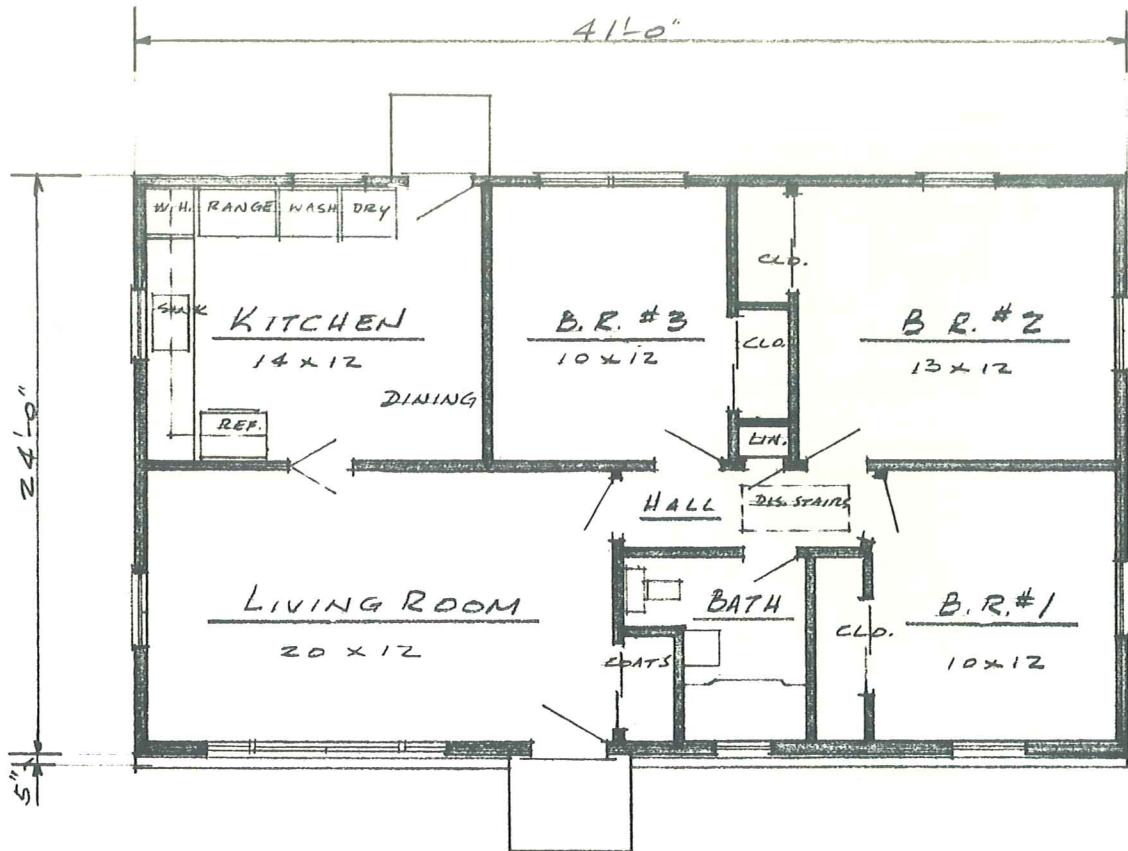 41'-0"
W.H. RANGE WASH DRY
CLO.
SINK
KITCHEN
14 x 12
B.R. #3
10 x 12
CLO.
B R. #2
13 x 12
DINING
REF.
LIN.
24'-0"
HALL
DIS. STAIRS
LIVING ROOM
20 x 12
BATH
CLO.
B.R. #1
10 x 12
COATS
5"